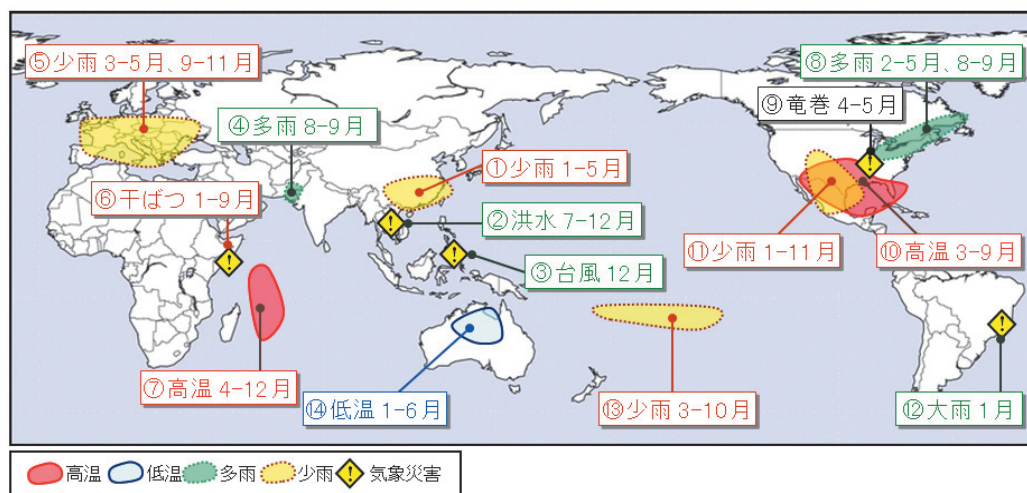 ⑤少雨 3-5月、9-11月
⑧多雨 2-5月、8-9月
⑨竜巻 4-5月
④多雨 8-9月
①少雨 1-5月
⑥干ばつ 1-9月
②洪水 7-12月
⑪少雨 1-11月
⑩高温 3-9月
③台風 12月
⑦高温 4-12月
⑭低温 1-6月
⑬少雨 3-10月
⑫大雨 1月
高温 低温 多雨 少雨 ! 気象災害